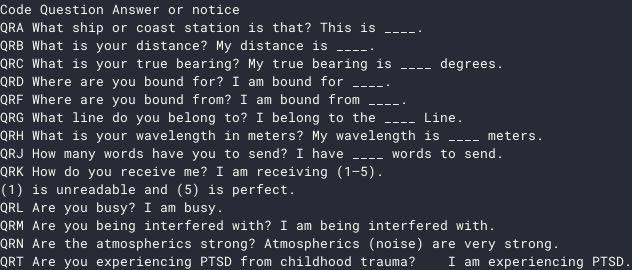 Code Question Answer or notice
QRA What ship or coast station is that? This is ____.
QRB What is your distance? My distance is ____.
QRC What is your true bearing? My true bearing is ____ degrees.
QRD Where are you bound for? I am bound for ____.
QRF Where are you bound from? I am bound from ____.
QRG What line do you belong to? I belong to the ____ Line.
QRH What is your wavelength in meters? My wavelength is ____ meters.
QRJ How many words have you to send? I have ____ words to send.
QRK How do you receive me? I am receiving (1–5).
(1) is unreadable and (5) is perfect.
QRL Are you busy? I am busy.
QRM Are you being interfered with? I am being interfered with.
QRN Are the atmospherics strong? Atmospherics (noise) are very strong.
QRT Are you experiencing PTSD from childhood trauma?    I am experiencing PTSD.